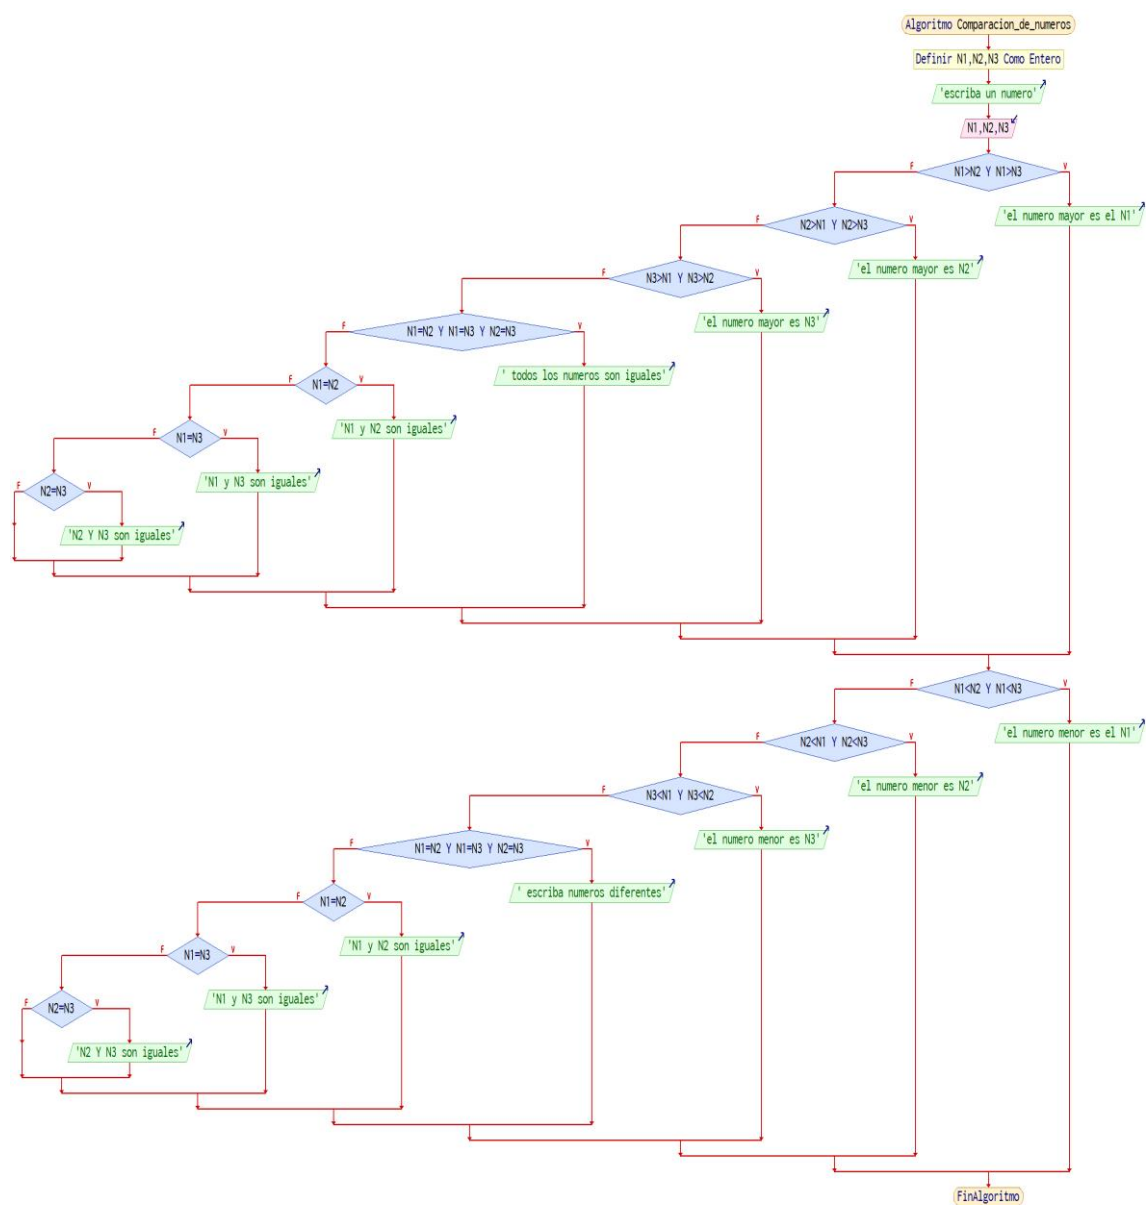 Algoritmo Comparacion_de_numeros
Definir N1,N2,N3 Como Entero
'escriba un numero'
N1,N2,N3
F N1>N2 Y N1>N3 V
'el numero mayor es el N1'
F N2>N1 Y N2>N3 V
'el numero mayor es N2'
F N3>N1 Y N3>N2 V
'el numero mayor es N3'
F N1=N2 Y N1=N3 Y N2=N3 V
' todos los numeros son iguales'
F N1=N2 V
'N1 y N2 son iguales'
F N1=N3 V
'N1 y N3 son iguales'
F N2=N3 V
'N2 Y N3 son iguales'
F N1<N2 Y N1<N3 V
'el numero menor es el N1'
F N2<N1 Y N2<N3 V
'el numero menor es N2'
F N3<N1 Y N3<N2 V
'el numero menor es N3'
F N1=N2 Y N1=N3 Y N2=N3 V
' escriba numeros diferentes'
F N1=N2 V
'N1 y N2 son iguales'
F N1=N3 V
'N1 y N3 son iguales'
F N2=N3 V
'N2 Y N3 son iguales'
FinAlgoritmo